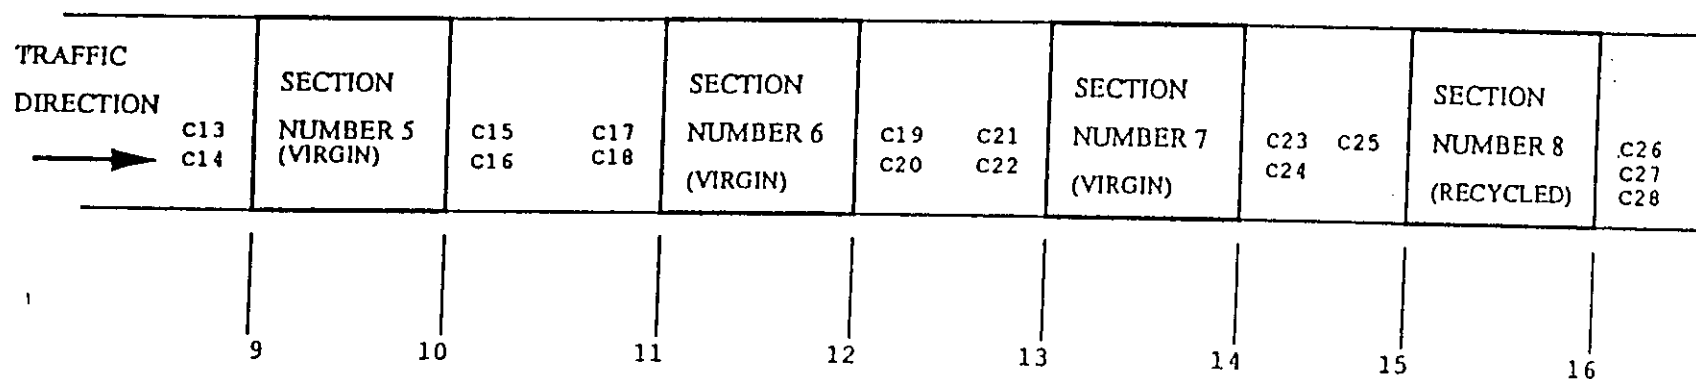 TRAFFIC
DIRECTION
C13
C14
SECTION
NUMBER 5
(VIRGIN)
C15
C16
C17
C18
SECTION
NUMBER 6
(VIRGIN)
C19
C20
C21
C22
SECTION
NUMBER 7
(VIRGIN)
C23
C24
C25
SECTION
NUMBER 8
(RECYCLED)
C26
C27
C28
9
10
11
12
13
14
15
16